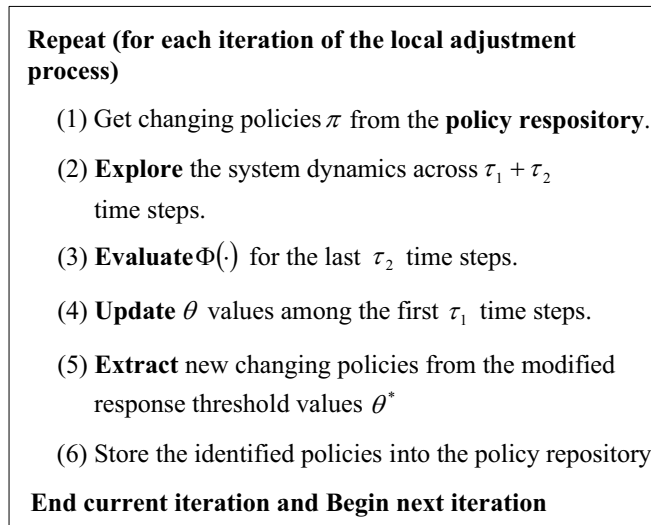 Repeat (for each iteration of the local adjustment
process)
(1) Get changing policies π from the policy respository.
(2) Explore the system dynamics across τ₁ + τ₂
time steps.
(3) Evaluate Φ(·) for the last τ₂ time steps.
(4) Update θ values among the first τ₁ time steps.
(5) Extract new changing policies from the modified
response threshold values θ*
(6) Store the identified policies into the policy repository
End current iteration and Begin next iteration